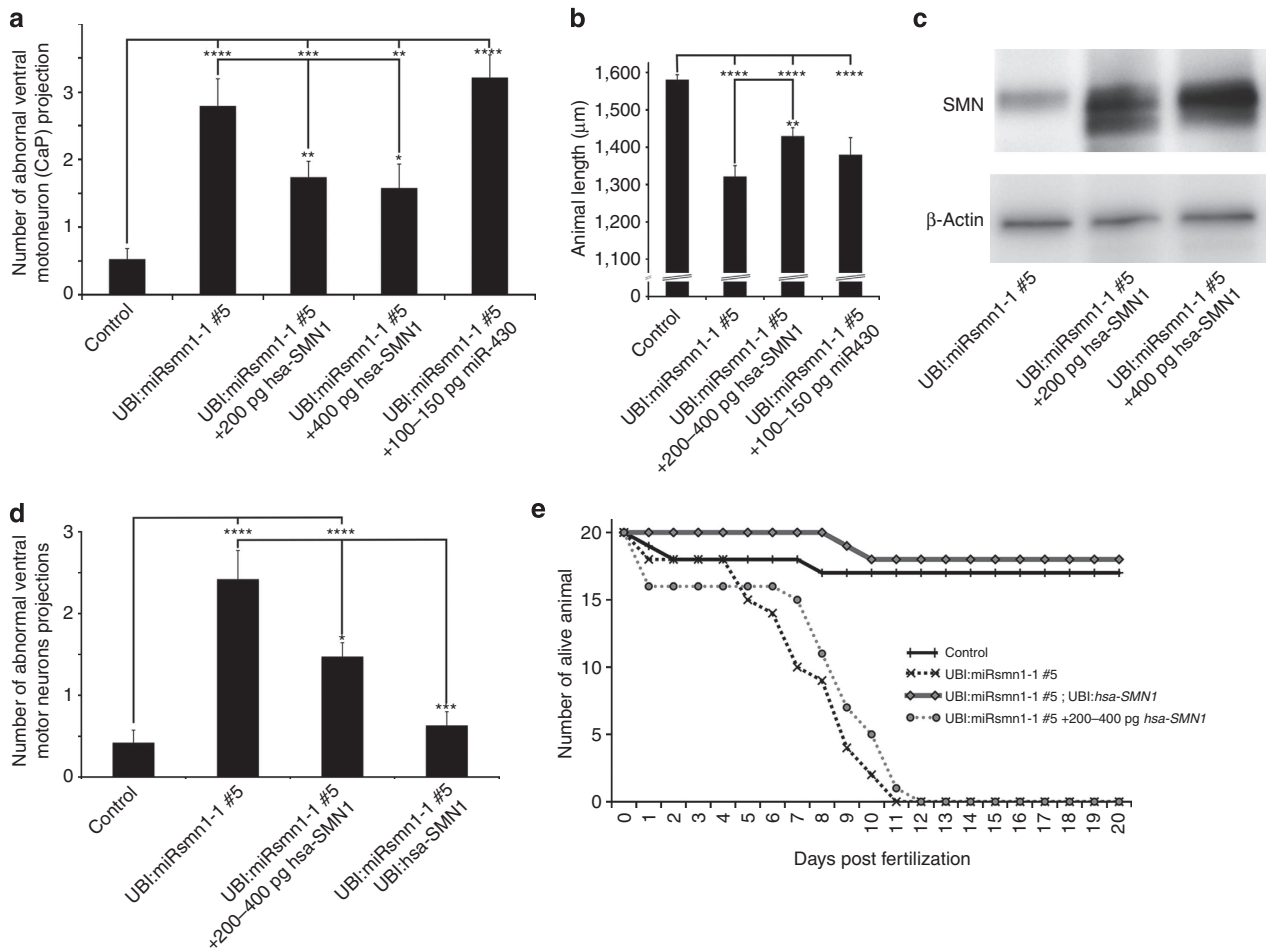 a
Number of abnornal ventral
motoneuron (CaP) projection
3
2
1
0
****
***
**
****
**
*
Control
UBI:miRsmn1-1 #5
UBI:miRsmn1-1 #5
+200 pg hsa-SMN1
UBI:miRsmn1-1 #5
+400 pg hsa-SMN1
UBI:miRsmn1-1 #5
+100–150 pg miR-430
b
Animal length (μm)
1,600
1,500
1,400
1,300
1,200
1,100
0
****
****
****
**
Control
UBI:miRsmn1-1 #5
UBI:miRsmn1-1 #5
+200–400 pg hsa-SMN1
UBI:miRsmn1-1 #5
+100–150 pg miR430
c
SMN
β-Actin
UBI:miRsmn1-1 #5
UBI:miRsmn1-1 #5
+200 pg hsa-SMN1
UBI:miRsmn1-1 #5
+400 pg hsa-SMN1
d
Number of abnormal ventral
motor neurons projections
3
2
1
0
****
****
*
***
Control
UBI:miRsmn1-1 #5
UBI:miRsmn1-1 #5
+200–400 pg hsa-SMN1
UBI:miRsmn1-1 #5
UBI:hsa-SMN1
e
Number of alive animal
20
15
10
5
0
Control
UBI:miRsmn1-1 #5
UBI:miRsmn1-1 #5 ; UBI:hsa-SMN1
UBI:miRsmn1-1 #5 +200–400 pg hsa-SMN1
0 1 2 3 4 5 6 7 8 9 10 11 12 13 14 15 16 17 18 19 20
Days post fertilization